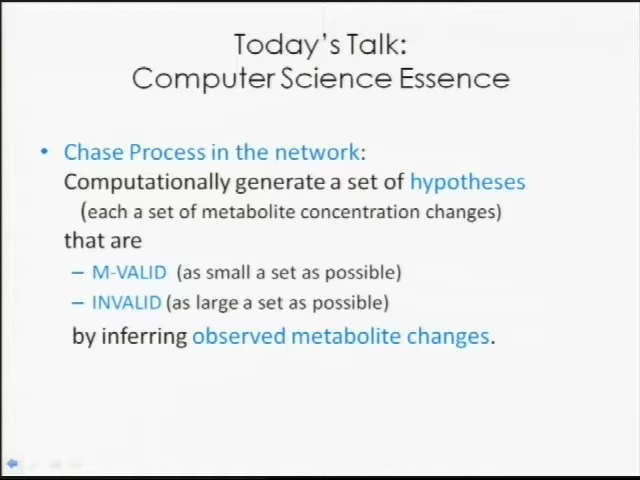 Today's Talk:
Computer Science Essence
• Chase Process in the network:
Computationally generate a set of hypotheses
(each a set of metabolite concentration changes)
that are
– M-VALID (as small a set as possible)
– INVALID (as large a set as possible)
by inferring observed metabolite changes.